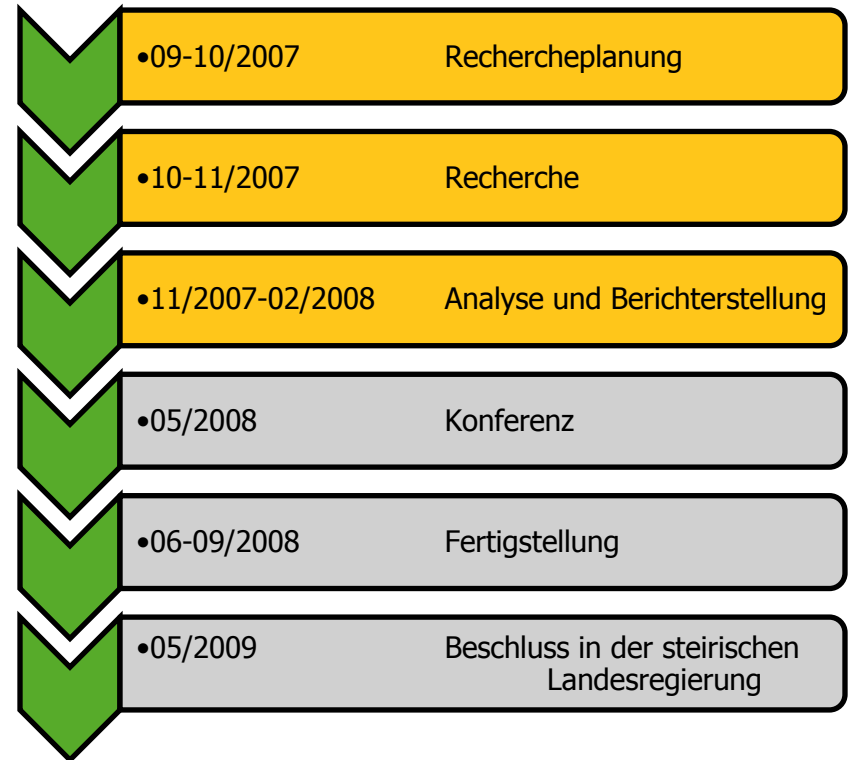 •09-10/2007 Rechercheplanung
•10-11/2007 Recherche
•11/2007-02/2008 Analyse und Berichterstellung
•05/2008 Konferenz
•06-09/2008 Fertigstellung
•05/2009 Beschluss in der steirischen
Landesregierung